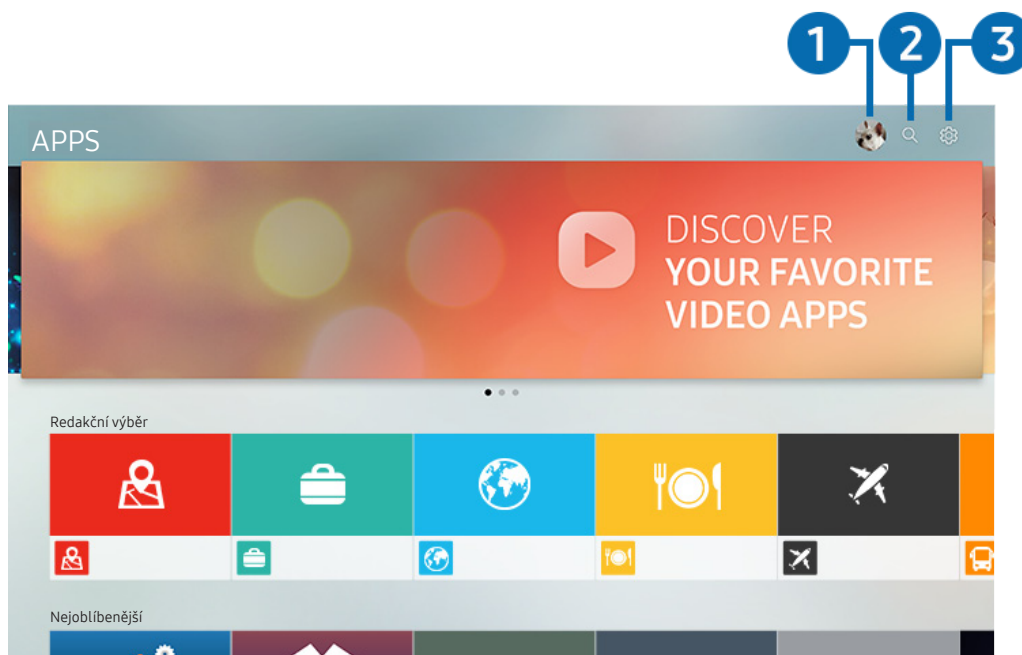 1 2 3
APPS
DISCOVER
YOUR FAVORITE
VIDEO APPS
Redakční výběr
Nejoblíbenější